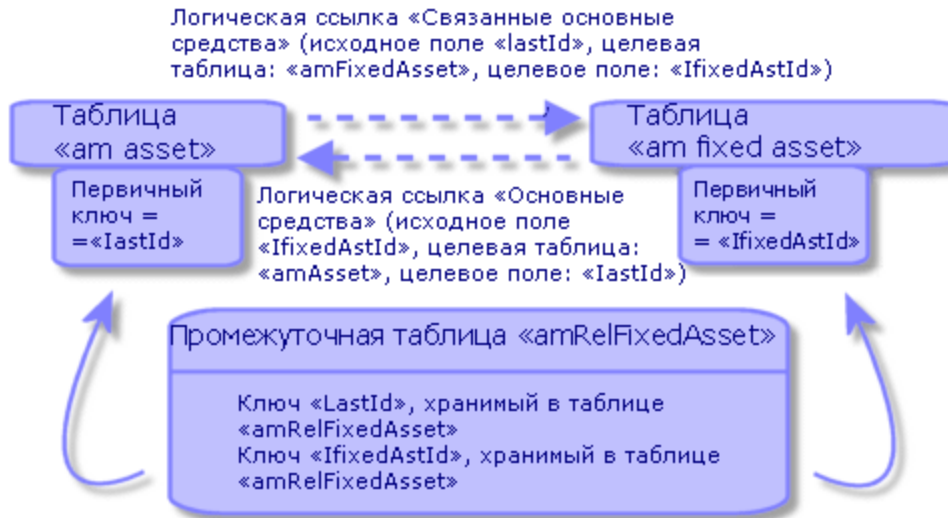 Логическая ссылка «Связанные основные
средства» (исходное поле «lastId», целевая
таблица: «amFixedAsset», целевое поле: «IfixedAstId»)
Таблица
«am asset»
Таблица
«am fixed asset»
Первичный
ключ =
=«IastId»
Логическая ссылка «Основные
средства» (исходное поле
«IfixedAstId», целевая таблица:
«amAsset», целевое поле: «IastId»)
Первичный
ключ =
= «IfixedAstId»
Промежуточная таблица «amRelFixedAsset»
Ключ «LastId», хранимый в таблице
«amRelFixedAsset»
Ключ «IfixedAstId», хранимый в таблице
«amRelFixedAsset»